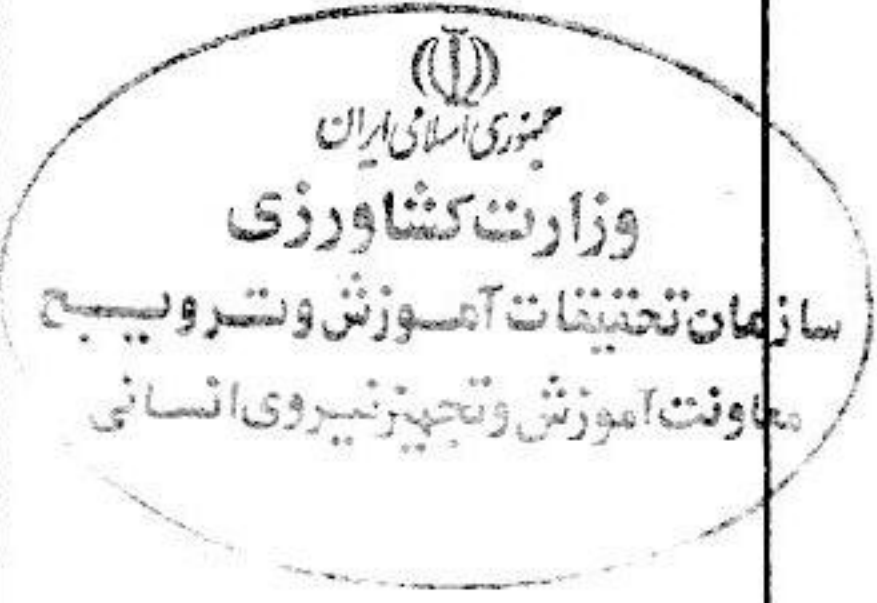 جمهوری اسلامی ایران
وزارت کشاورزی
سازمان تحقیقات آموزش و ترویج
معاونت آموزش و تجهیز نیروی انسانی